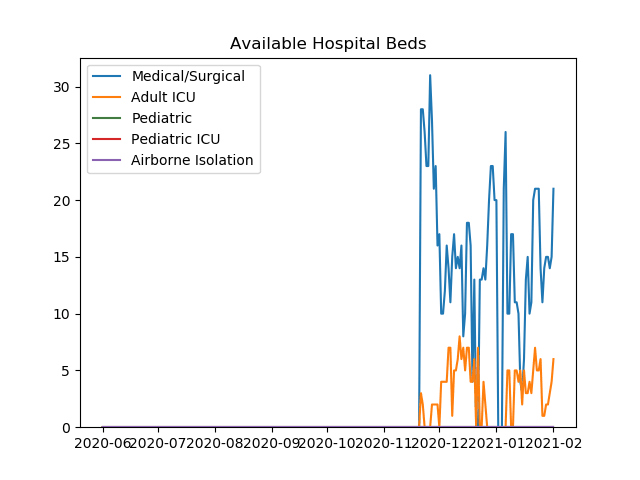 Available Hospital Beds
Medical/Surgical
Adult ICU
Pediatric
Pediatric ICU
Airborne Isolation
30
25
20
15
10
5
0
2020-06 2020-07 2020-08 2020-09 2020-10 2020-11 2020-12 2021-01 2021-02